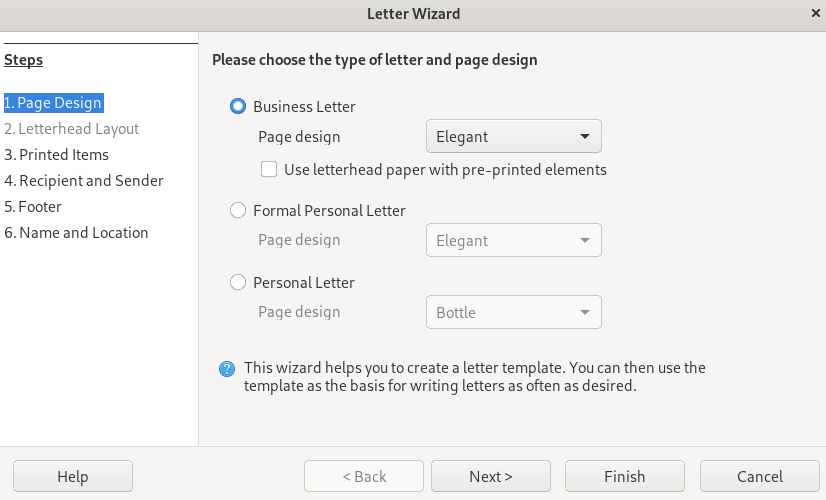 Letter Wizard
Steps
1. Page Design
2. Letterhead Layout
3. Printed Items
4. Recipient and Sender
5. Footer
6. Name and Location
Please choose the type of letter and page design
Business Letter
Page design
Elegant
Use letterhead paper with pre-printed elements
Formal Personal Letter
Page design
Elegant
Personal Letter
Page design
Bottle
This wizard helps you to create a letter template. You can then use the
template as the basis for writing letters as often as desired.
Help
< Back
Next >
Finish
Cancel